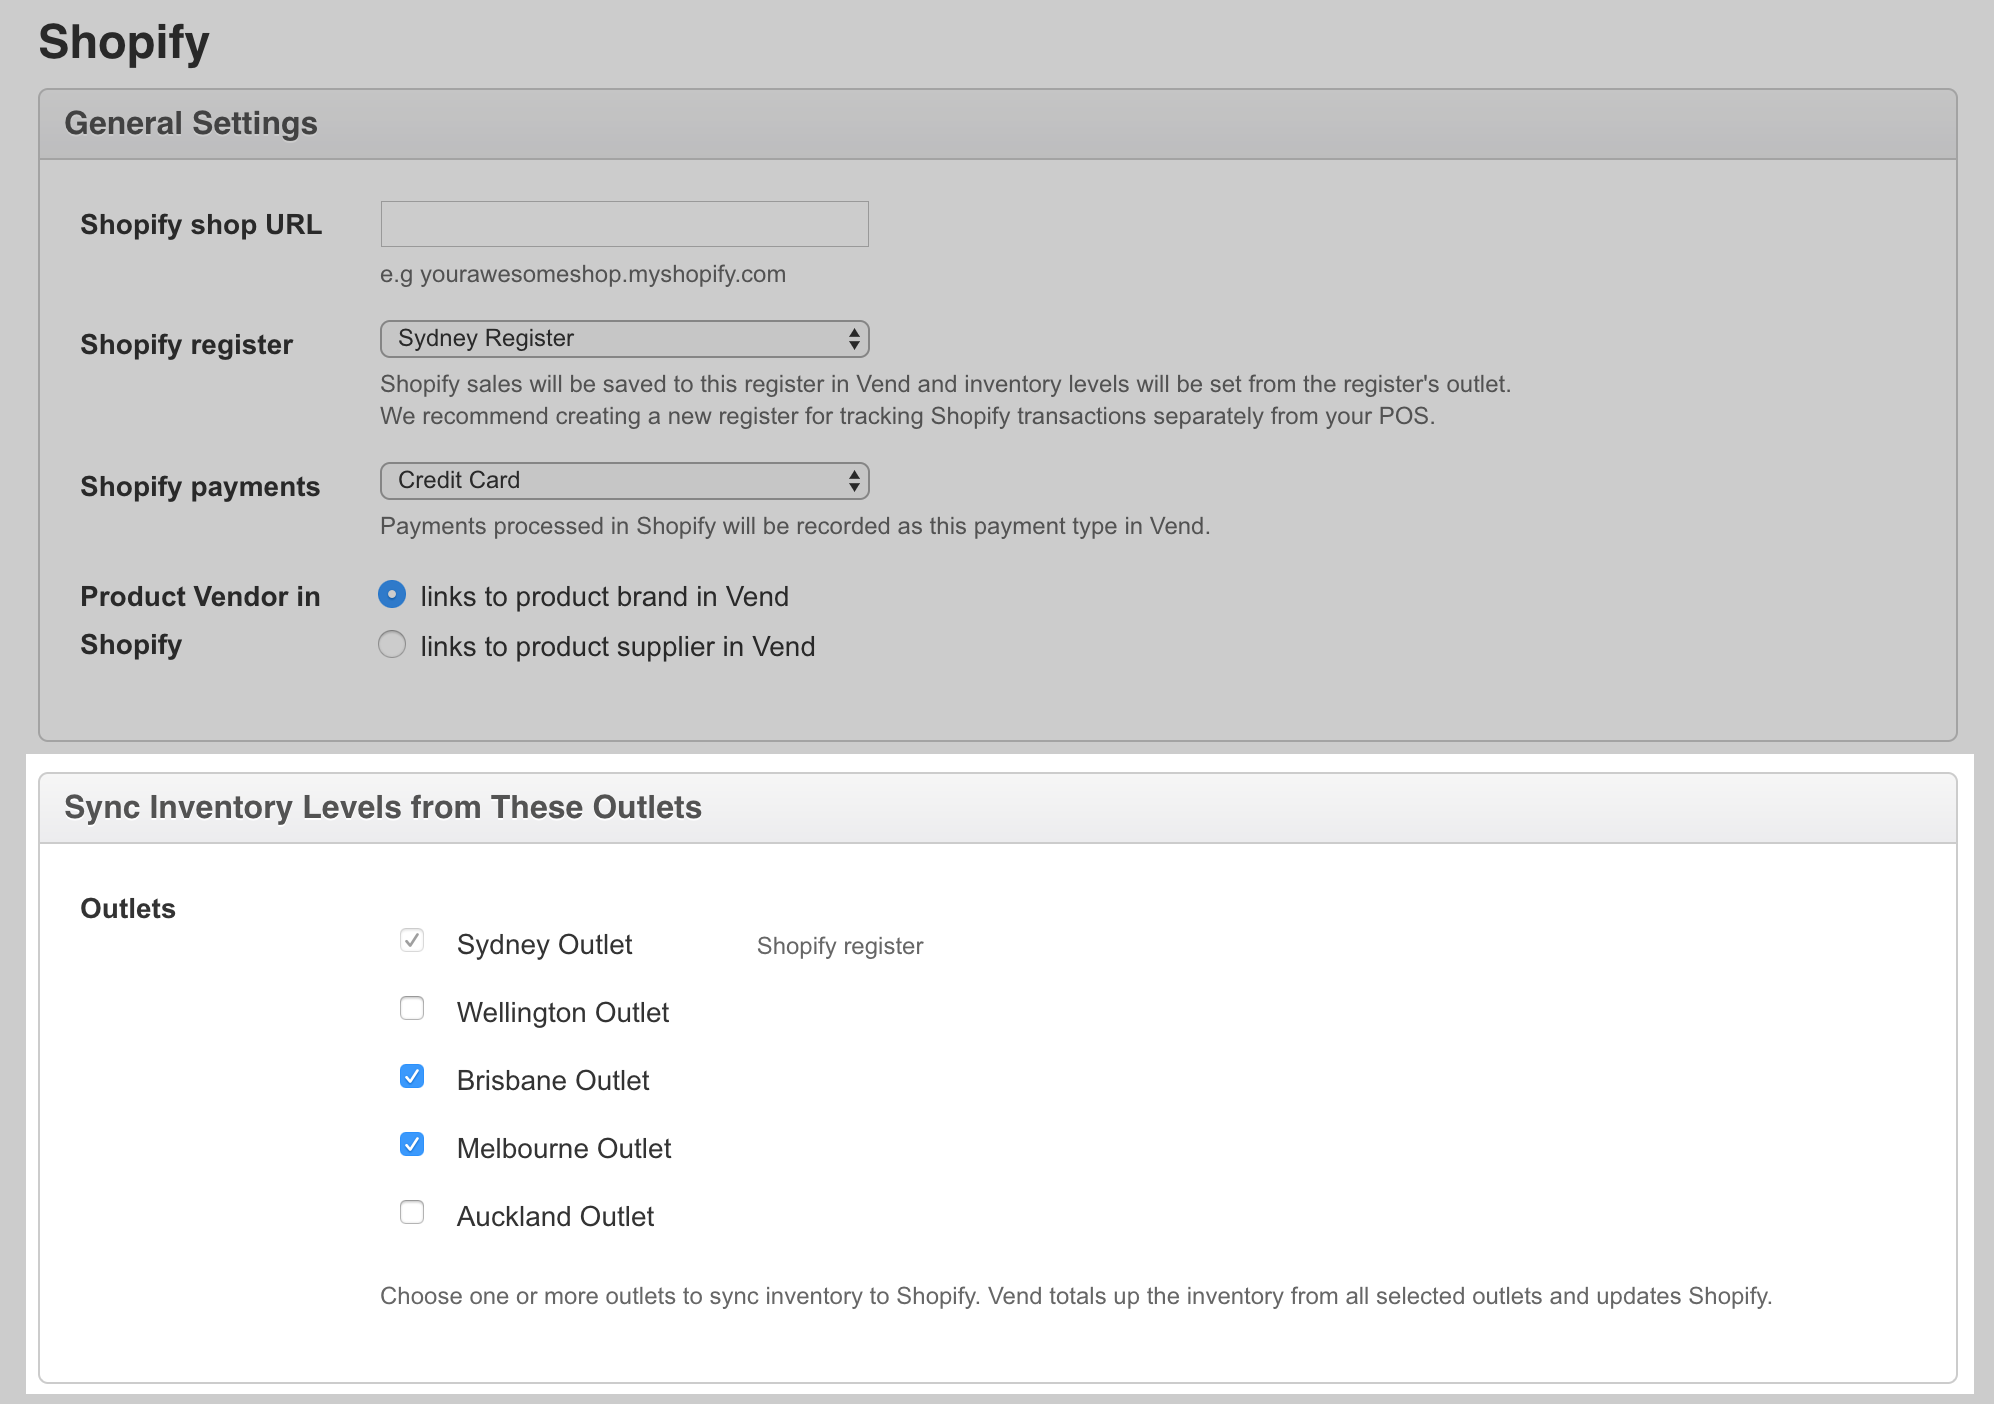 Shopify
General Settings
Shopify shop URL
e.g yourawesomeshop.myshopify.com
Shopify register
Sydney Register
Shopify sales will be saved to this register in Vend and inventory levels will be set from the register's outlet.
We recommend creating a new register for tracking Shopify transactions separately from your POS.
Shopify payments
Credit Card
Payments processed in Shopify will be recorded as this payment type in Vend.
Product Vendor in
Shopify
links to product brand in Vend
links to product supplier in Vend
Sync Inventory Levels from These Outlets
Outlets
Sydney Outlet
Shopify register
Wellington Outlet
Brisbane Outlet
Melbourne Outlet
Auckland Outlet
Choose one or more outlets to sync inventory to Shopify. Vend totals up the inventory from all selected outlets and updates Shopify.